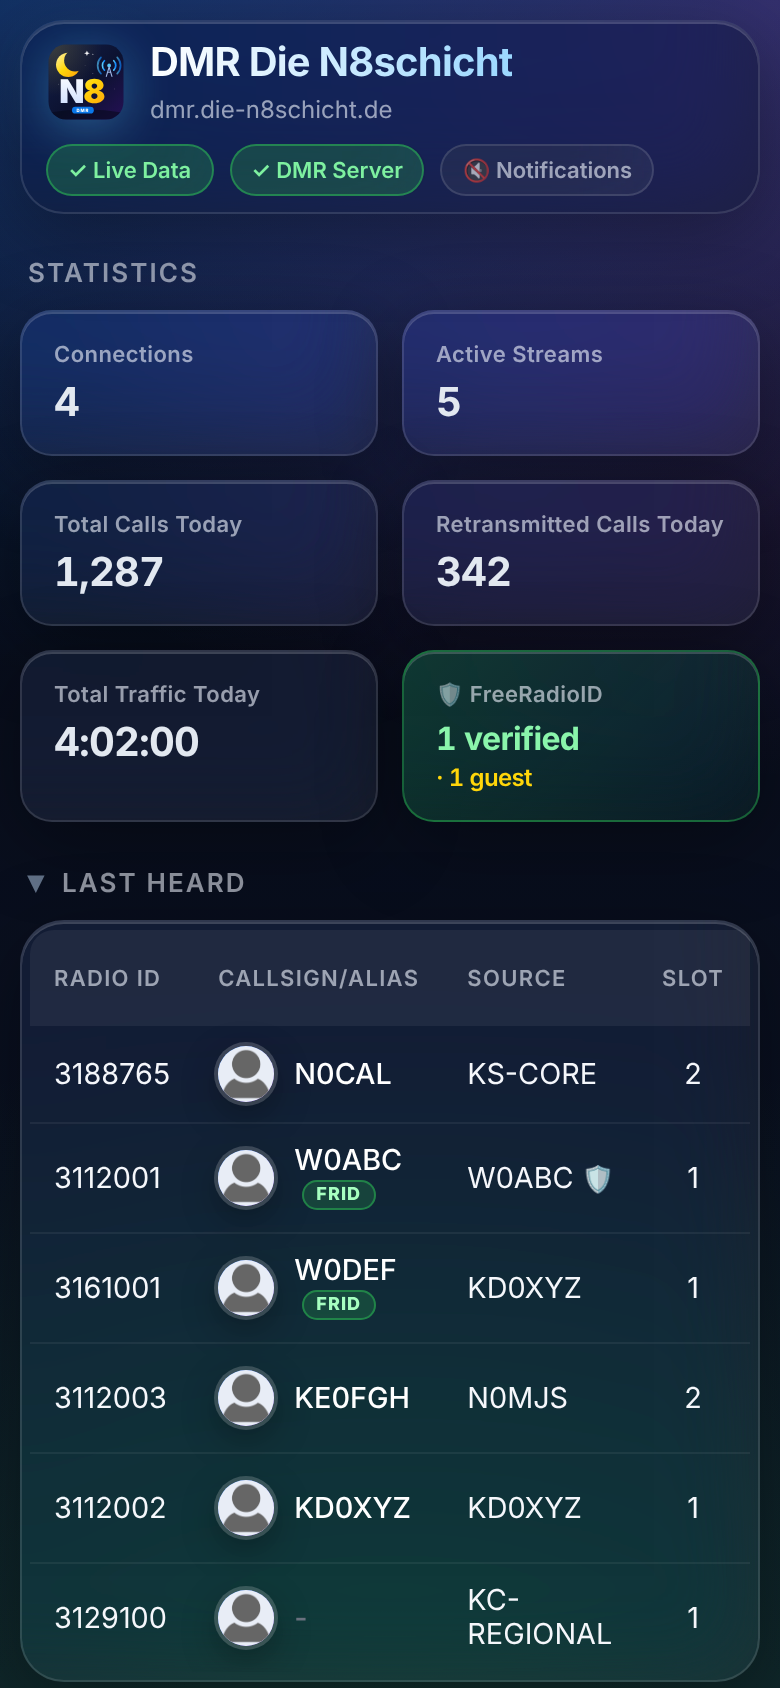 N8
DMR
DMR Die N8schicht
dmr.die-n8schicht.de
✓ Live Data
✓ DMR Server
Notifications
STATISTICS
Connections
4
Active Streams
5
Total Calls Today
1,287
Retransmitted Calls Today
342
Total Traffic Today
4:02:00
FreeRadioID
1 verified
· 1 guest
▼ LAST HEARD
RADIO ID CALLSIGN/ALIAS SOURCE SLOT
3188765 N0CAL KS-CORE 2
3112001 W0ABC FRID W0ABC 1
3161001 W0DEF FRID KD0XYZ 1
3112003 KE0FGH N0MJS 2
3112002 KD0XYZ KD0XYZ 1
3129100 - KC-REGIONAL 1